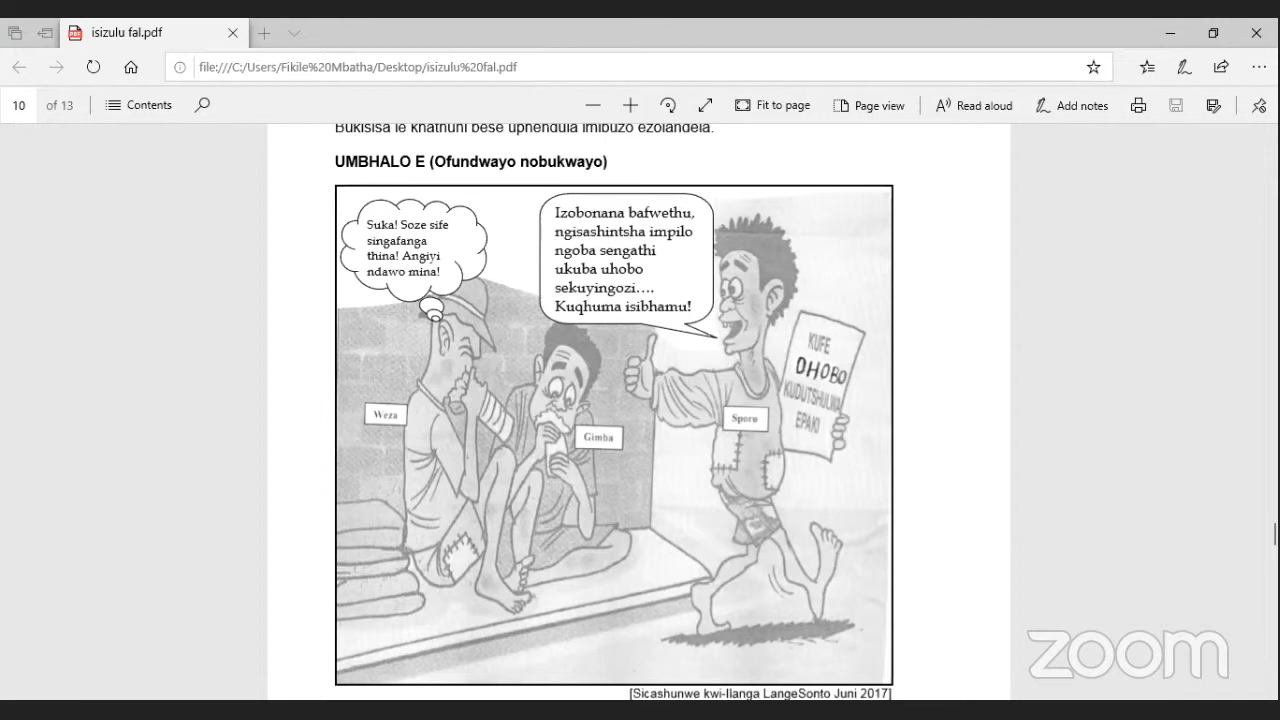 isizulu fal.pdf
file:///C:/Users/Fikile%20Mbatha/Desktop/isizulu%20fal.pdf
10 of 13 Contents Fit to page Page view Read aloud Add notes
Bukisisa le khathuni bese uphendula imibuzo ezolandela.
UMBHALO E (Ofundwayo nobukwayo)
Suka! Soze sife
singafanga
thina! Angiyi
ndawo mina!
Izobonana bafwethu,
ngisashintsha impilo
ngoba sengathi
ukuba uhobo
sekuyingozi….
Kuqhuma isibhamu!
KUFE
OHOBO
KUDUTSHULWA
EPAKI
Weza
Gimba
Sporo
[Sicashunwe kwi-Ilanga LangeSonto Juni 2017]
zoom